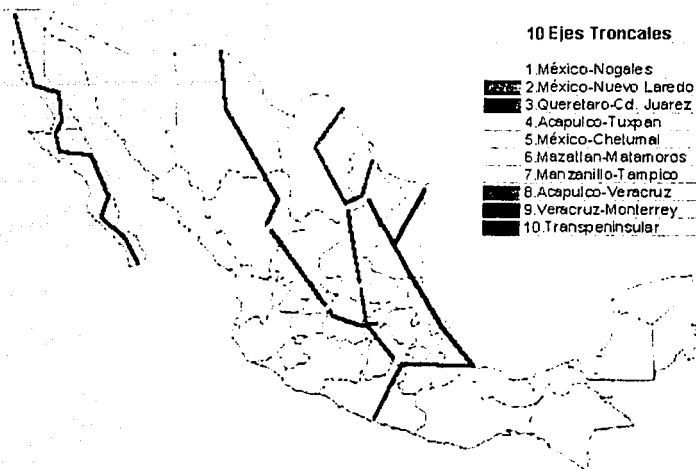 10 Ejes Troncales
1.México-Nogales
2.México-Nuevo Laredo
3.Queretaro-Cd. Juarez
4.Acapulco-Tuxpan
5.México-Chetumal
6.Mazatlan-Matamoros
7.Manzanillo-Tampico
8.Acapulco-Veracruz
9.Veracruz-Monterrey
10.Transpeninsular